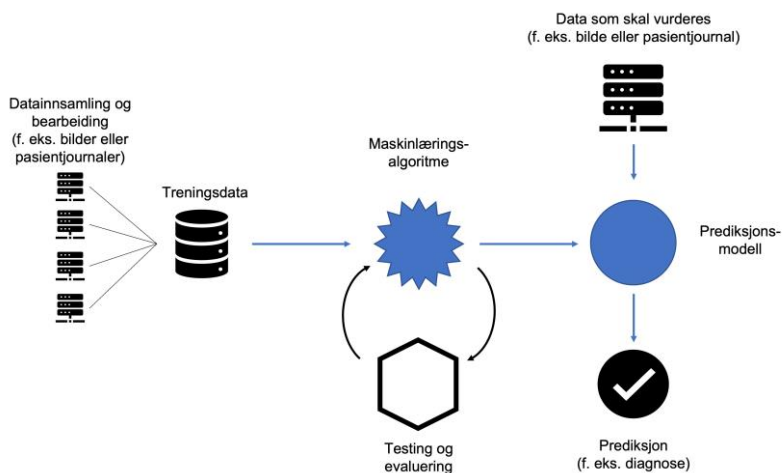 Datainnsamling og
bearbeiding
(f. eks. bilder eller
pasientjournaler)
Treningsdata
Maskinlærings-
algoritme
Testing og
evaluering
Data som skal vurderes
(f. eks. bilde eller pasientjournal)
Prediksjons-
modell
Prediksjon
(f. eks. diagnose)